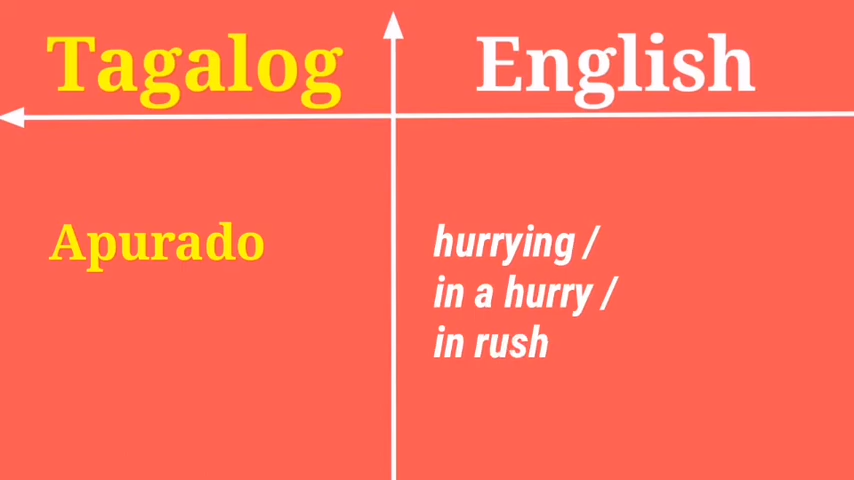 Tagalog
English
Apurado
hurrying /
in a hurry /
in rush